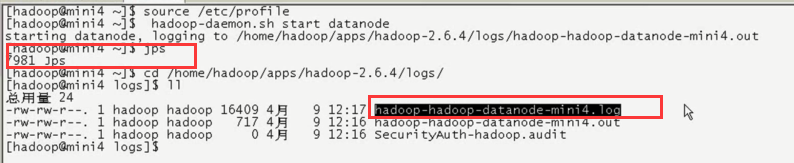 [hadoop@mini4 ~]$ source /etc/profile
[hadoop@mini4 ~]$  hadoop-daemon.sh start datanode
starting datanode, logging to /home/hadoop/apps/hadoop-2.6.4/logs/hadoop-hadoop-datanode-mini4.out
[hadoop@mini4 ~]$ jps
7981 Jps
[hadoop@mini4 ~]$ cd /home/hadoop/apps/hadoop-2.6.4/logs/
[hadoop@mini4 logs]$ ll
总用量 24
-rw-rw-r--. 1 hadoop hadoop 16409 4月   9 12:17 hadoop-hadoop-datanode-mini4.log
-rw-rw-r--. 1 hadoop hadoop   717 4月   9 12:16 hadoop-hadoop-datanode-mini4.out
-rw-rw-r--. 1 hadoop hadoop     0 4月   9 12:16 SecurityAuth-hadoop.audit
[hadoop@mini4 logs]$